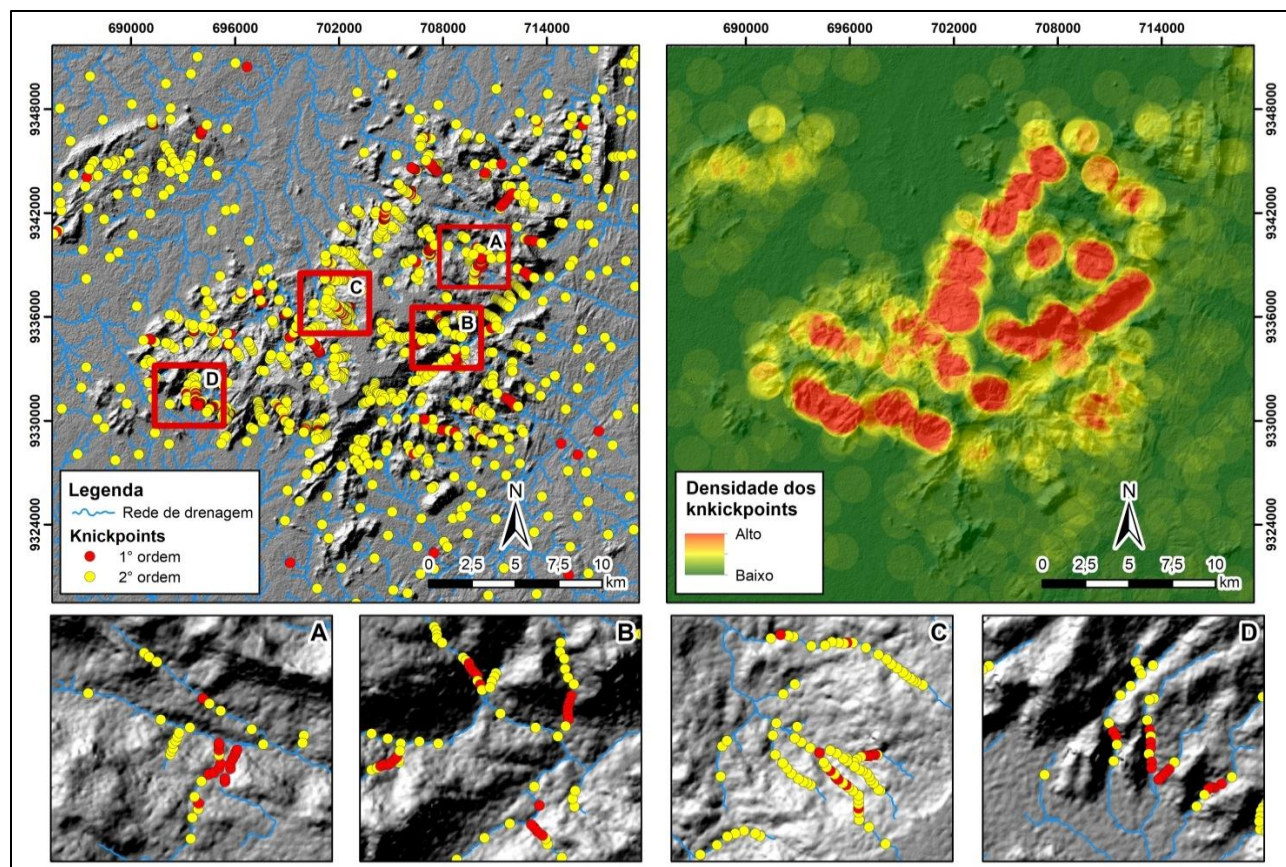 690000 696000 702000 708000 714000
690000 696000 702000 708000 714000
9348000
9342000
9336000
9330000
9324000
A
C
B
D
Legenda
Rede de drenagem
Knickpoints
1° ordem
2° ordem
N
0 2,5 5 7,5 10
km
Densidade dos
knkickpoints
Alto
Baixo
N
0 2,5 5 7,5 10
km
9348000
9342000
9336000
9330000
9324000
A
B
C
D